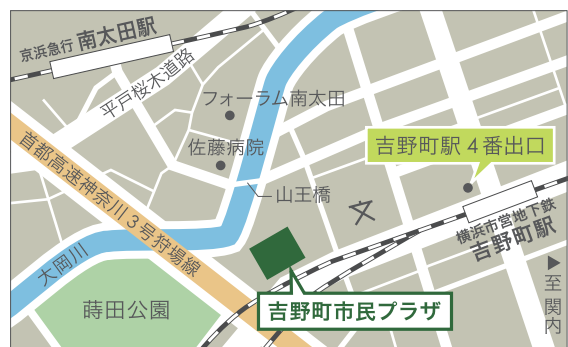 京浜急行 南太田駅
平戸桜木道路
フォーラム南太田
佐藤病院
吉野町駅 4 番出口
首都高速神奈川 3 号狩場線
山王橋
文
横浜市営地下鉄
吉野町駅
大岡川
▶至関内
蒔田公園
吉野町市民プラザ